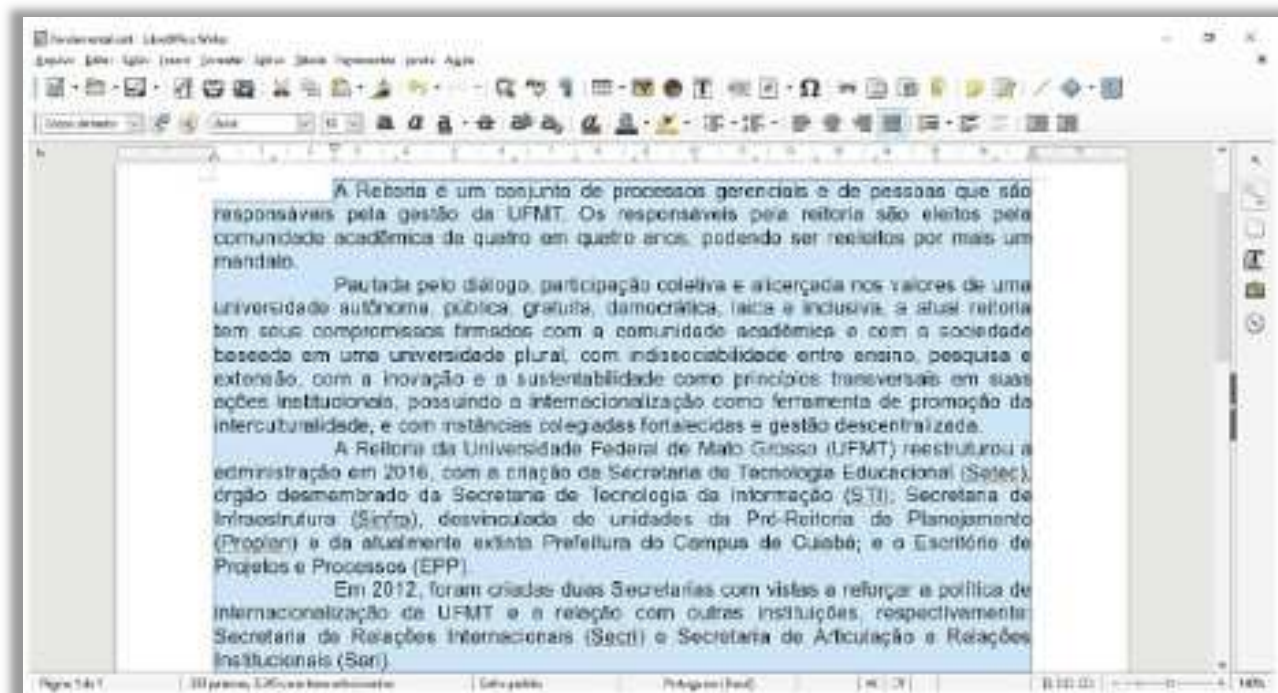 LibreOffice Writer
A Reitoria é um conjunto de processos gerenciais e de pessoas que são
responsáveis pela gestão da UFMT. Os responsáveis pela reitoria são eleitos pela
comunidade acadêmica de quatro em quatro anos, podendo ser reeleitos por mais um
mandato.
Pautada pelo diálogo, participação coletiva e alicerçada nos valores de uma
universidade autônoma, pública, gratuita, democrática, laica e inclusiva, a atual reitoria
tem seus compromissos firmados com a comunidade acadêmica e com a sociedade
baseada em uma universidade plural, com indissociabilidade entre ensino, pesquisa e
extensão, com a inovação e a sustentabilidade como princípios transversais em suas
ações institucionais, possuindo a internacionalização como ferramenta de promoção da
interculturalidade, e com instâncias colegiadas fortalecidas e gestão descentralizada.
A Reitoria da Universidade Federal de Mato Grosso (UFMT) reestruturou a
administração em 2016, com a criação da Secretaria de Tecnologia Educacional (Setec),
órgão desmembrado da Secretaria de Tecnologia da Informação (STI); Secretaria de
Infraestrutura (Sinfra), desvinculada de unidades da Pró-Reitoria de Planejamento
(Proplan) e da atualmente extinta Prefeitura do Campus de Cuiabá; e o Escritório de
Projetos e Processos (EPP).
Em 2012, foram criadas duas Secretarias com vistas a reforçar a política de
internacionalização da UFMT e a relação com outras instituições, respectivamente:
Secretaria de Relações Internacionais (Secri) e Secretaria de Articulação e Relações
Institucionais (Sari).